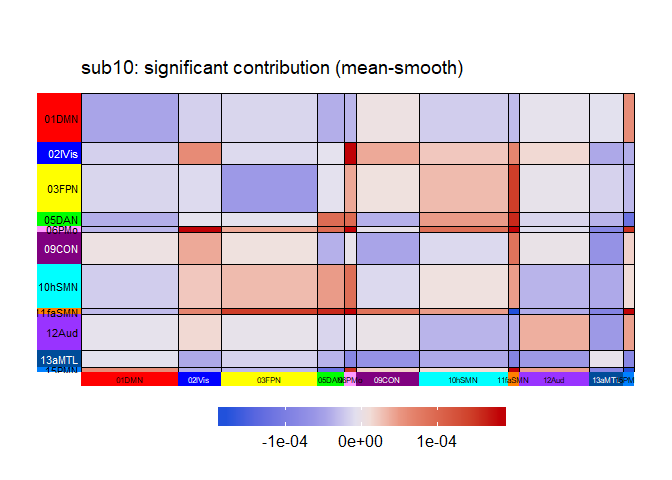 sub10: significant contribution (mean-smooth)
01DMN
02lVis
03FPN
05DAN
06PMo
09CON
10hSMN
11faSMN
12Aud
13aMTL
15PMN
01DMN 02lVis 03FPN 05DAN 06PMo 09CON 10hSMN 11faSMN 12Aud 13aMTL
-1e-04 0e+00 1e-04